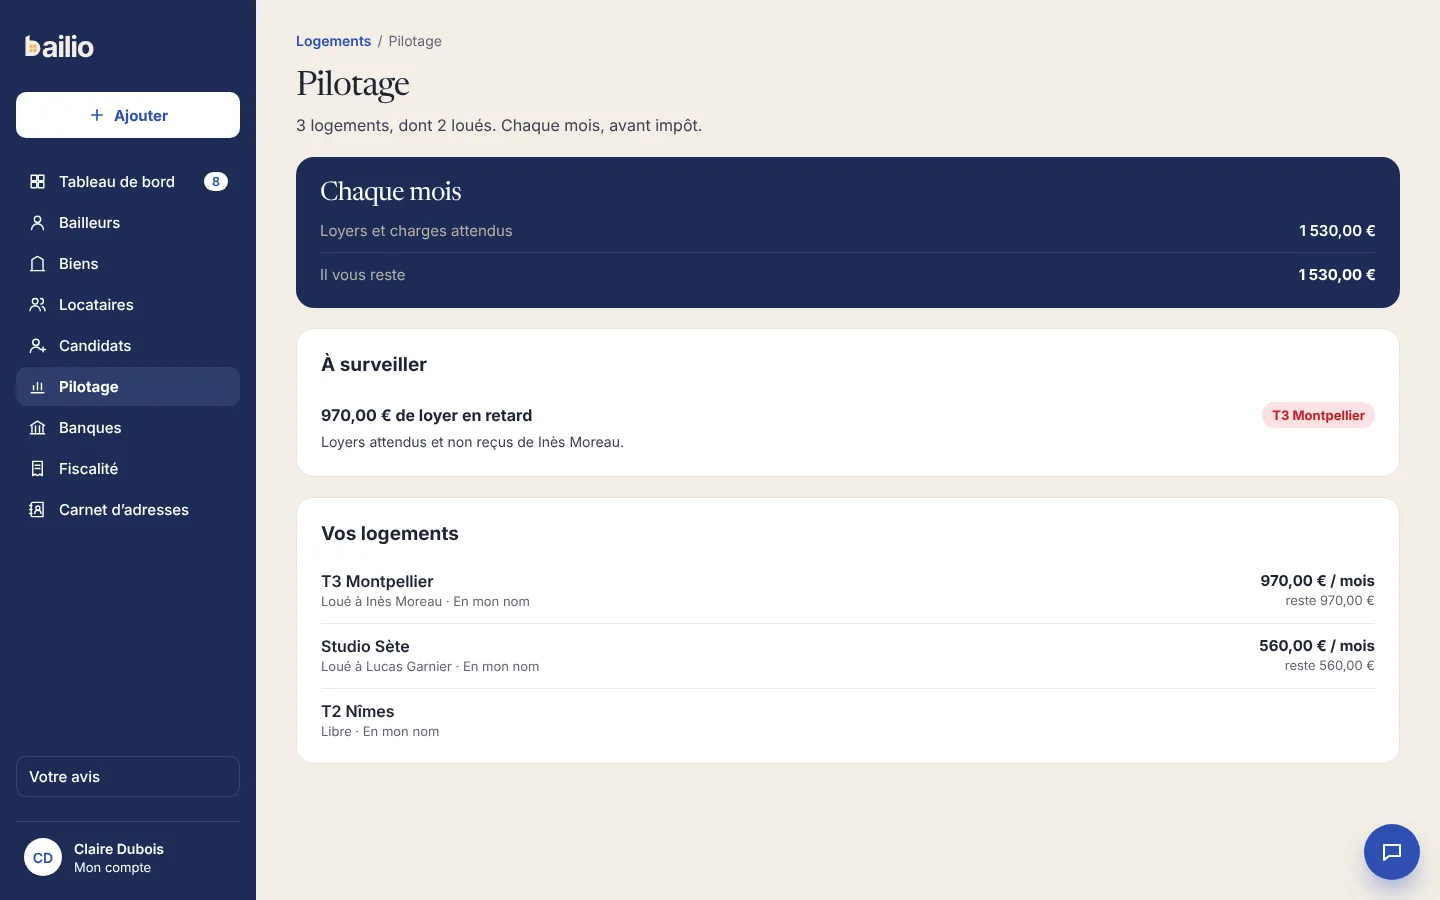 bailio
Ajouter
Tableau de bord 8
Bailleurs
Biens
Locataires
Candidats
Pilotage
Banques
Fiscalité
Carnet d’adresses
Votre avis
CD
Claire Dubois
Mon compte
Logements / Pilotage
Pilotage
3 logements, dont 2 loués. Chaque mois, avant impôt.
Chaque mois
Loyers et charges attendus 1 530,00 €
Il vous reste 1 530,00 €
À surveiller
970,00 € de loyer en retard T3 Montpellier
Loyers attendus et non reçus de Inès Moreau.
Vos logements
T3 Montpellier 970,00 € / mois
Loué à Inès Moreau · En mon nom reste 970,00 €
Studio Sète 560,00 € / mois
Loué à Lucas Garnier · En mon nom reste 560,00 €
T2 Nîmes
Libre · En mon nom